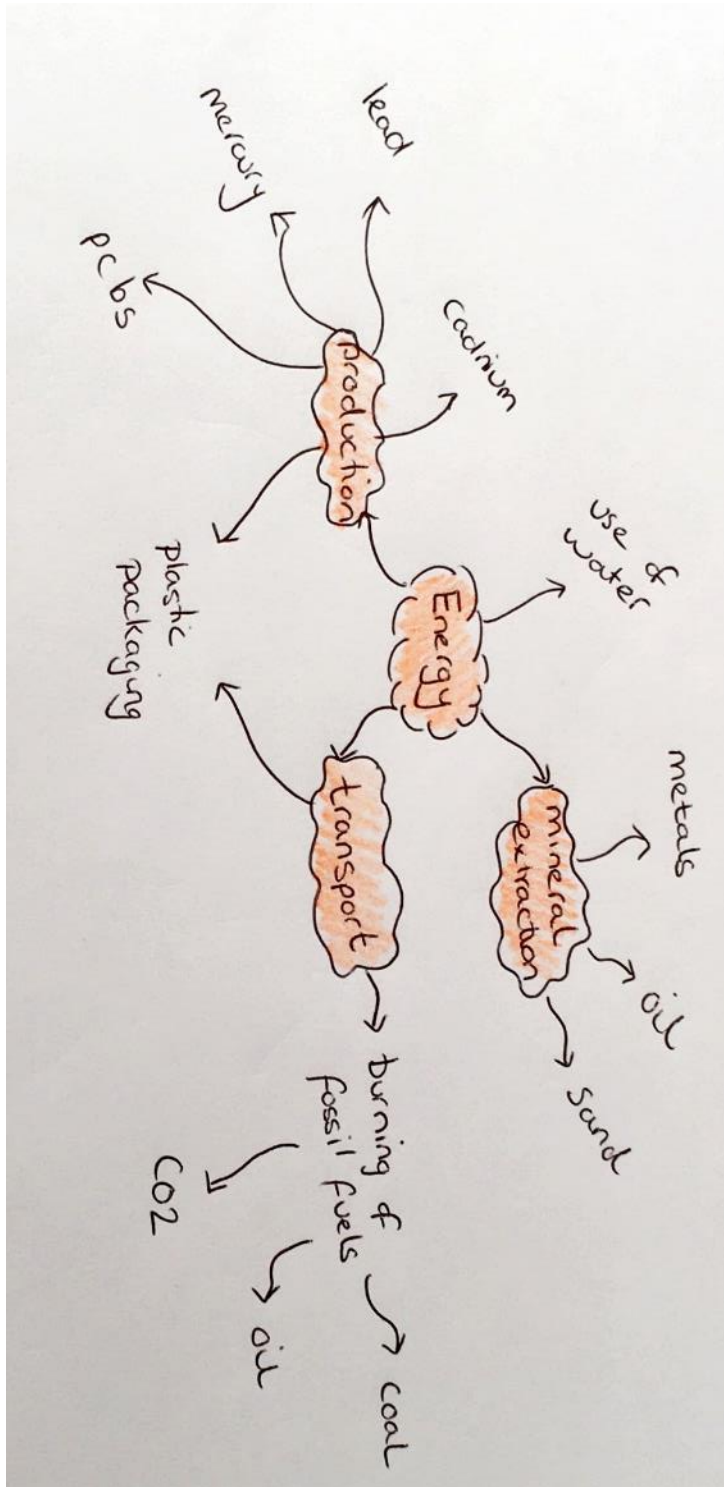 lead
mercury
pcbs
cadnium
production
plastic
packaging
use of
water
Energy
transport
mineral
extraction
metals
oil
sand
burning of
fossil fuels
CO2
oil
coal